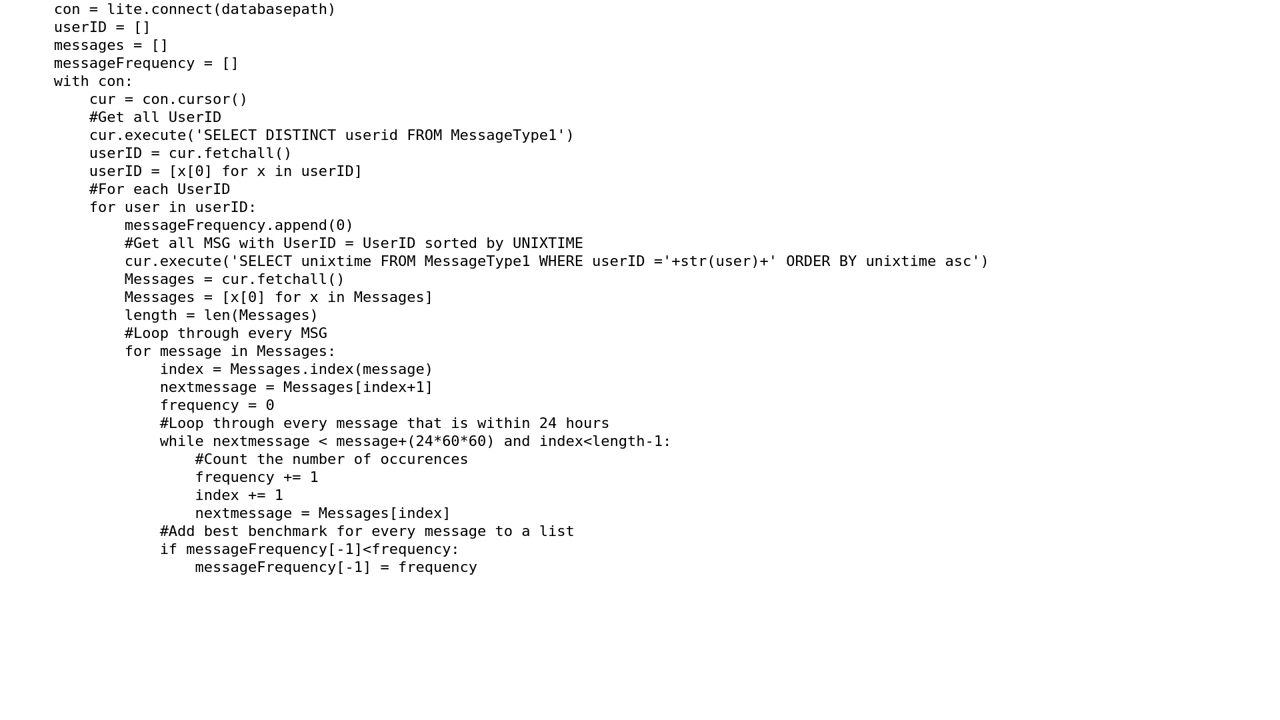 con = lite.connect(databasepath)
userID = []
messages = []
messageFrequency = []
with con:
    cur = con.cursor()
    #Get all UserID
    cur.execute('SELECT DISTINCT userid FROM MessageType1')
    userID = cur.fetchall()
    userID = [x[0] for x in userID]
    #For each UserID
    for user in userID:
        messageFrequency.append(0)
        #Get all MSG with UserID = UserID sorted by UNIXTIME
        cur.execute('SELECT unixtime FROM MessageType1 WHERE userID ='+str(user)+' ORDER BY unixtime asc')
        Messages = cur.fetchall()
        Messages = [x[0] for x in Messages]
        length = len(Messages)
        #Loop through every MSG
        for message in Messages:
            index = Messages.index(message)
            nextmessage = Messages[index+1]
            frequency = 0
            #Loop through every message that is within 24 hours
            while nextmessage < message+(24*60*60) and index<length-1:
                #Count the number of occurences
                frequency += 1
                index += 1
                nextmessage = Messages[index]
            #Add best benchmark for every message to a list
            if messageFrequency[-1]<frequency:
                messageFrequency[-1] = frequency